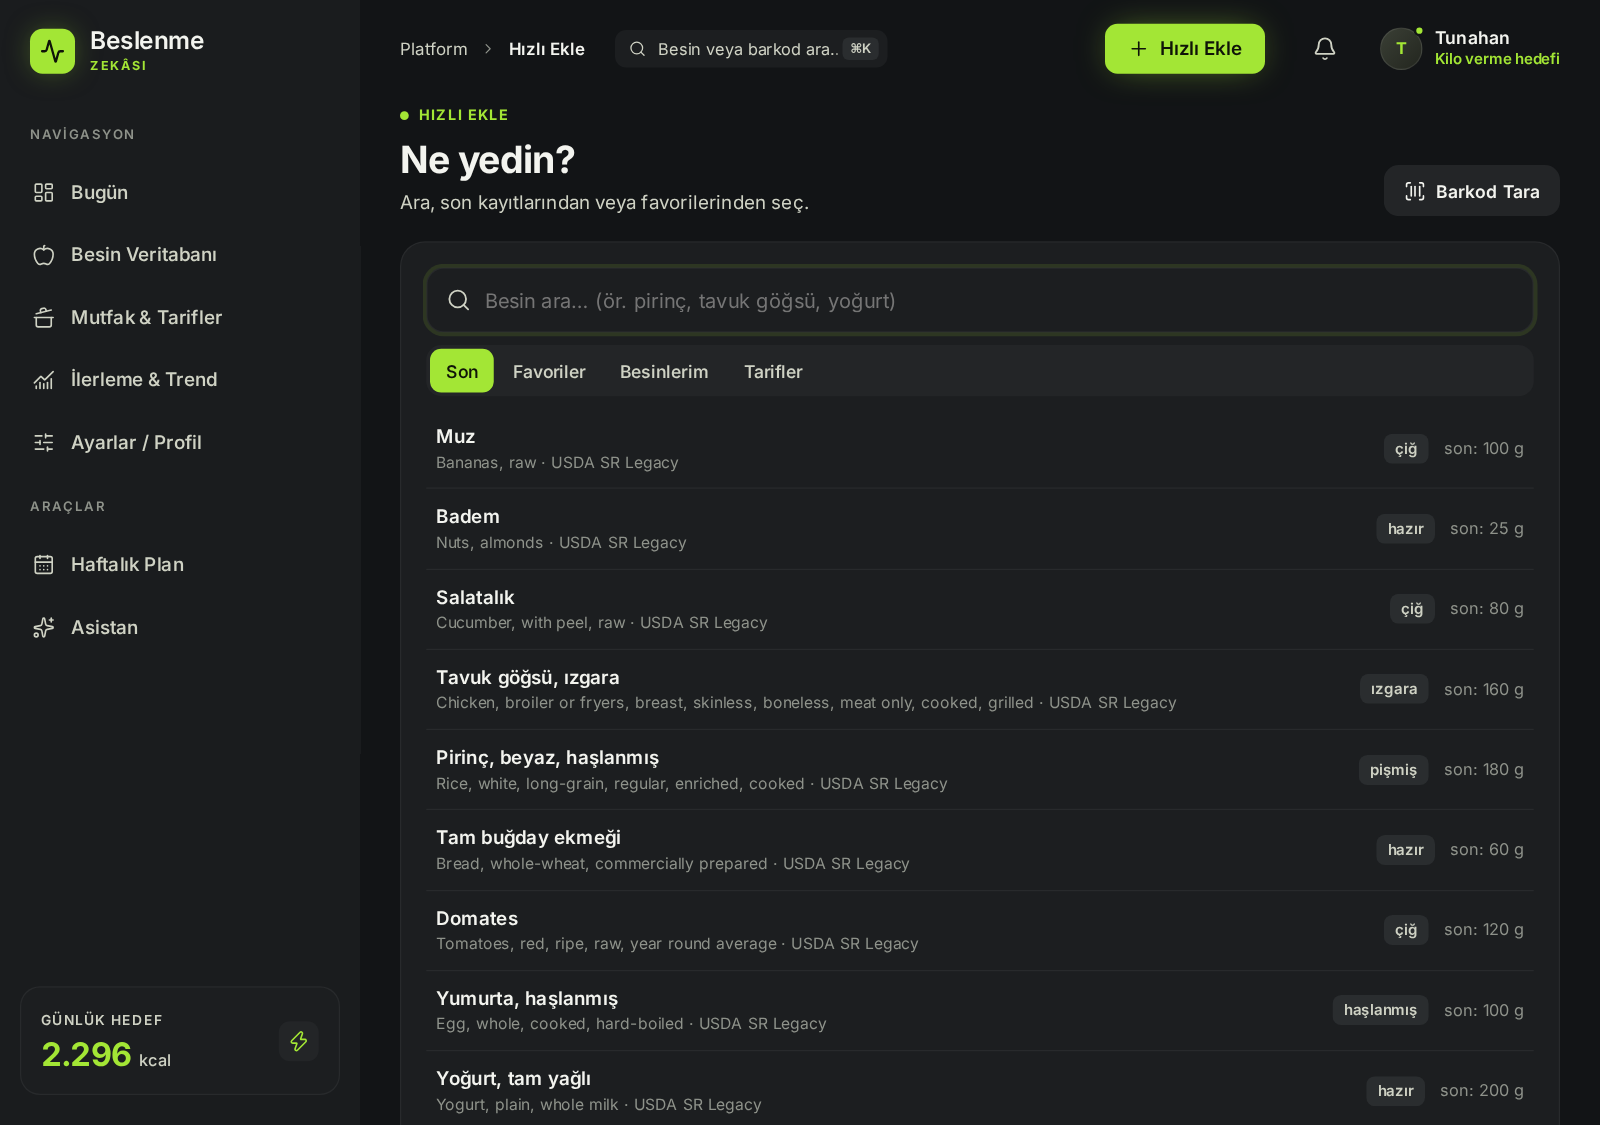 Beslenme
ZEKÂSI
NAVİGASYON
Bugün
Besin Veritabanı
Mutfak & Tarifler
İlerleme & Trend
Ayarlar / Profil
ARAÇLAR
Haftalık Plan
Asistan
GÜNLÜK HEDEF
2.296 kcal
Platform > Hızlı Ekle
Besin veya barkod ara.. ⌘K
+ Hızlı Ekle
T
Tunahan
Kilo verme hedefi
HIZLI EKLE
Ne yedin?
Ara, son kayıtlarından veya favorilerinden seç.
Barkod Tara
Besin ara... (ör. pirinç, tavuk göğsü, yoğurt)
Son Favoriler Besinlerim Tarifler
Muz
Bananas, raw · USDA SR Legacy
çiğ son: 100 g
Badem
Nuts, almonds · USDA SR Legacy
hazır son: 25 g
Salatalık
Cucumber, with peel, raw · USDA SR Legacy
çiğ son: 80 g
Tavuk göğsü, ızgara
Chicken, broiler or fryers, breast, skinless, boneless, meat only, cooked, grilled · USDA SR Legacy
ızgara son: 160 g
Pirinç, beyaz, haşlanmış
Rice, white, long-grain, regular, enriched, cooked · USDA SR Legacy
pişmiş son: 180 g
Tam buğday ekmeği
Bread, whole-wheat, commercially prepared · USDA SR Legacy
hazır son: 60 g
Domates
Tomatoes, red, ripe, raw, year round average · USDA SR Legacy
çiğ son: 120 g
Yumurta, haşlanmış
Egg, whole, cooked, hard-boiled · USDA SR Legacy
haşlanmış son: 100 g
Yoğurt, tam yağlı
Yogurt, plain, whole milk · USDA SR Legacy
hazır son: 200 g